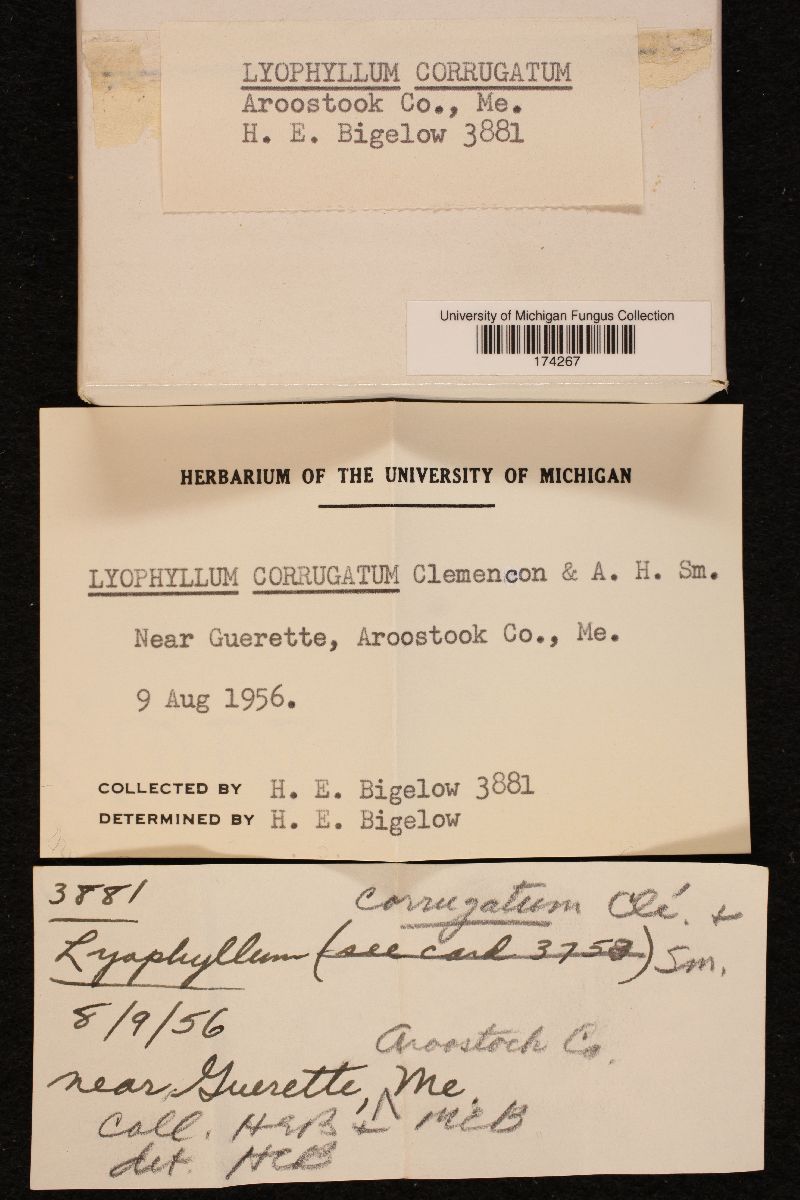 LYOPHYLLUM CORRUGATUM
Aroostook Co., Me.
H. E. Bigelow 3881
University of Michigan Fungus Collection
174267
HERBARIUM OF THE UNIVERSITY OF MICHIGAN
LYOPHYLLUM CORRUGATUM Clemencon & A. H. Sm.
Near Guerette, Aroostook Co., Me.
9 Aug 1956.
COLLECTED BY H. E. Bigelow 3881
DETERMINED BY H. E. Bigelow
3881 corrugatum Clé. &
Lyophyllum (see card 3753) Sm.
8/9/56
Aroostook Co.
near Guerette, Me.
Coll. HEB & MEB
det. HEB